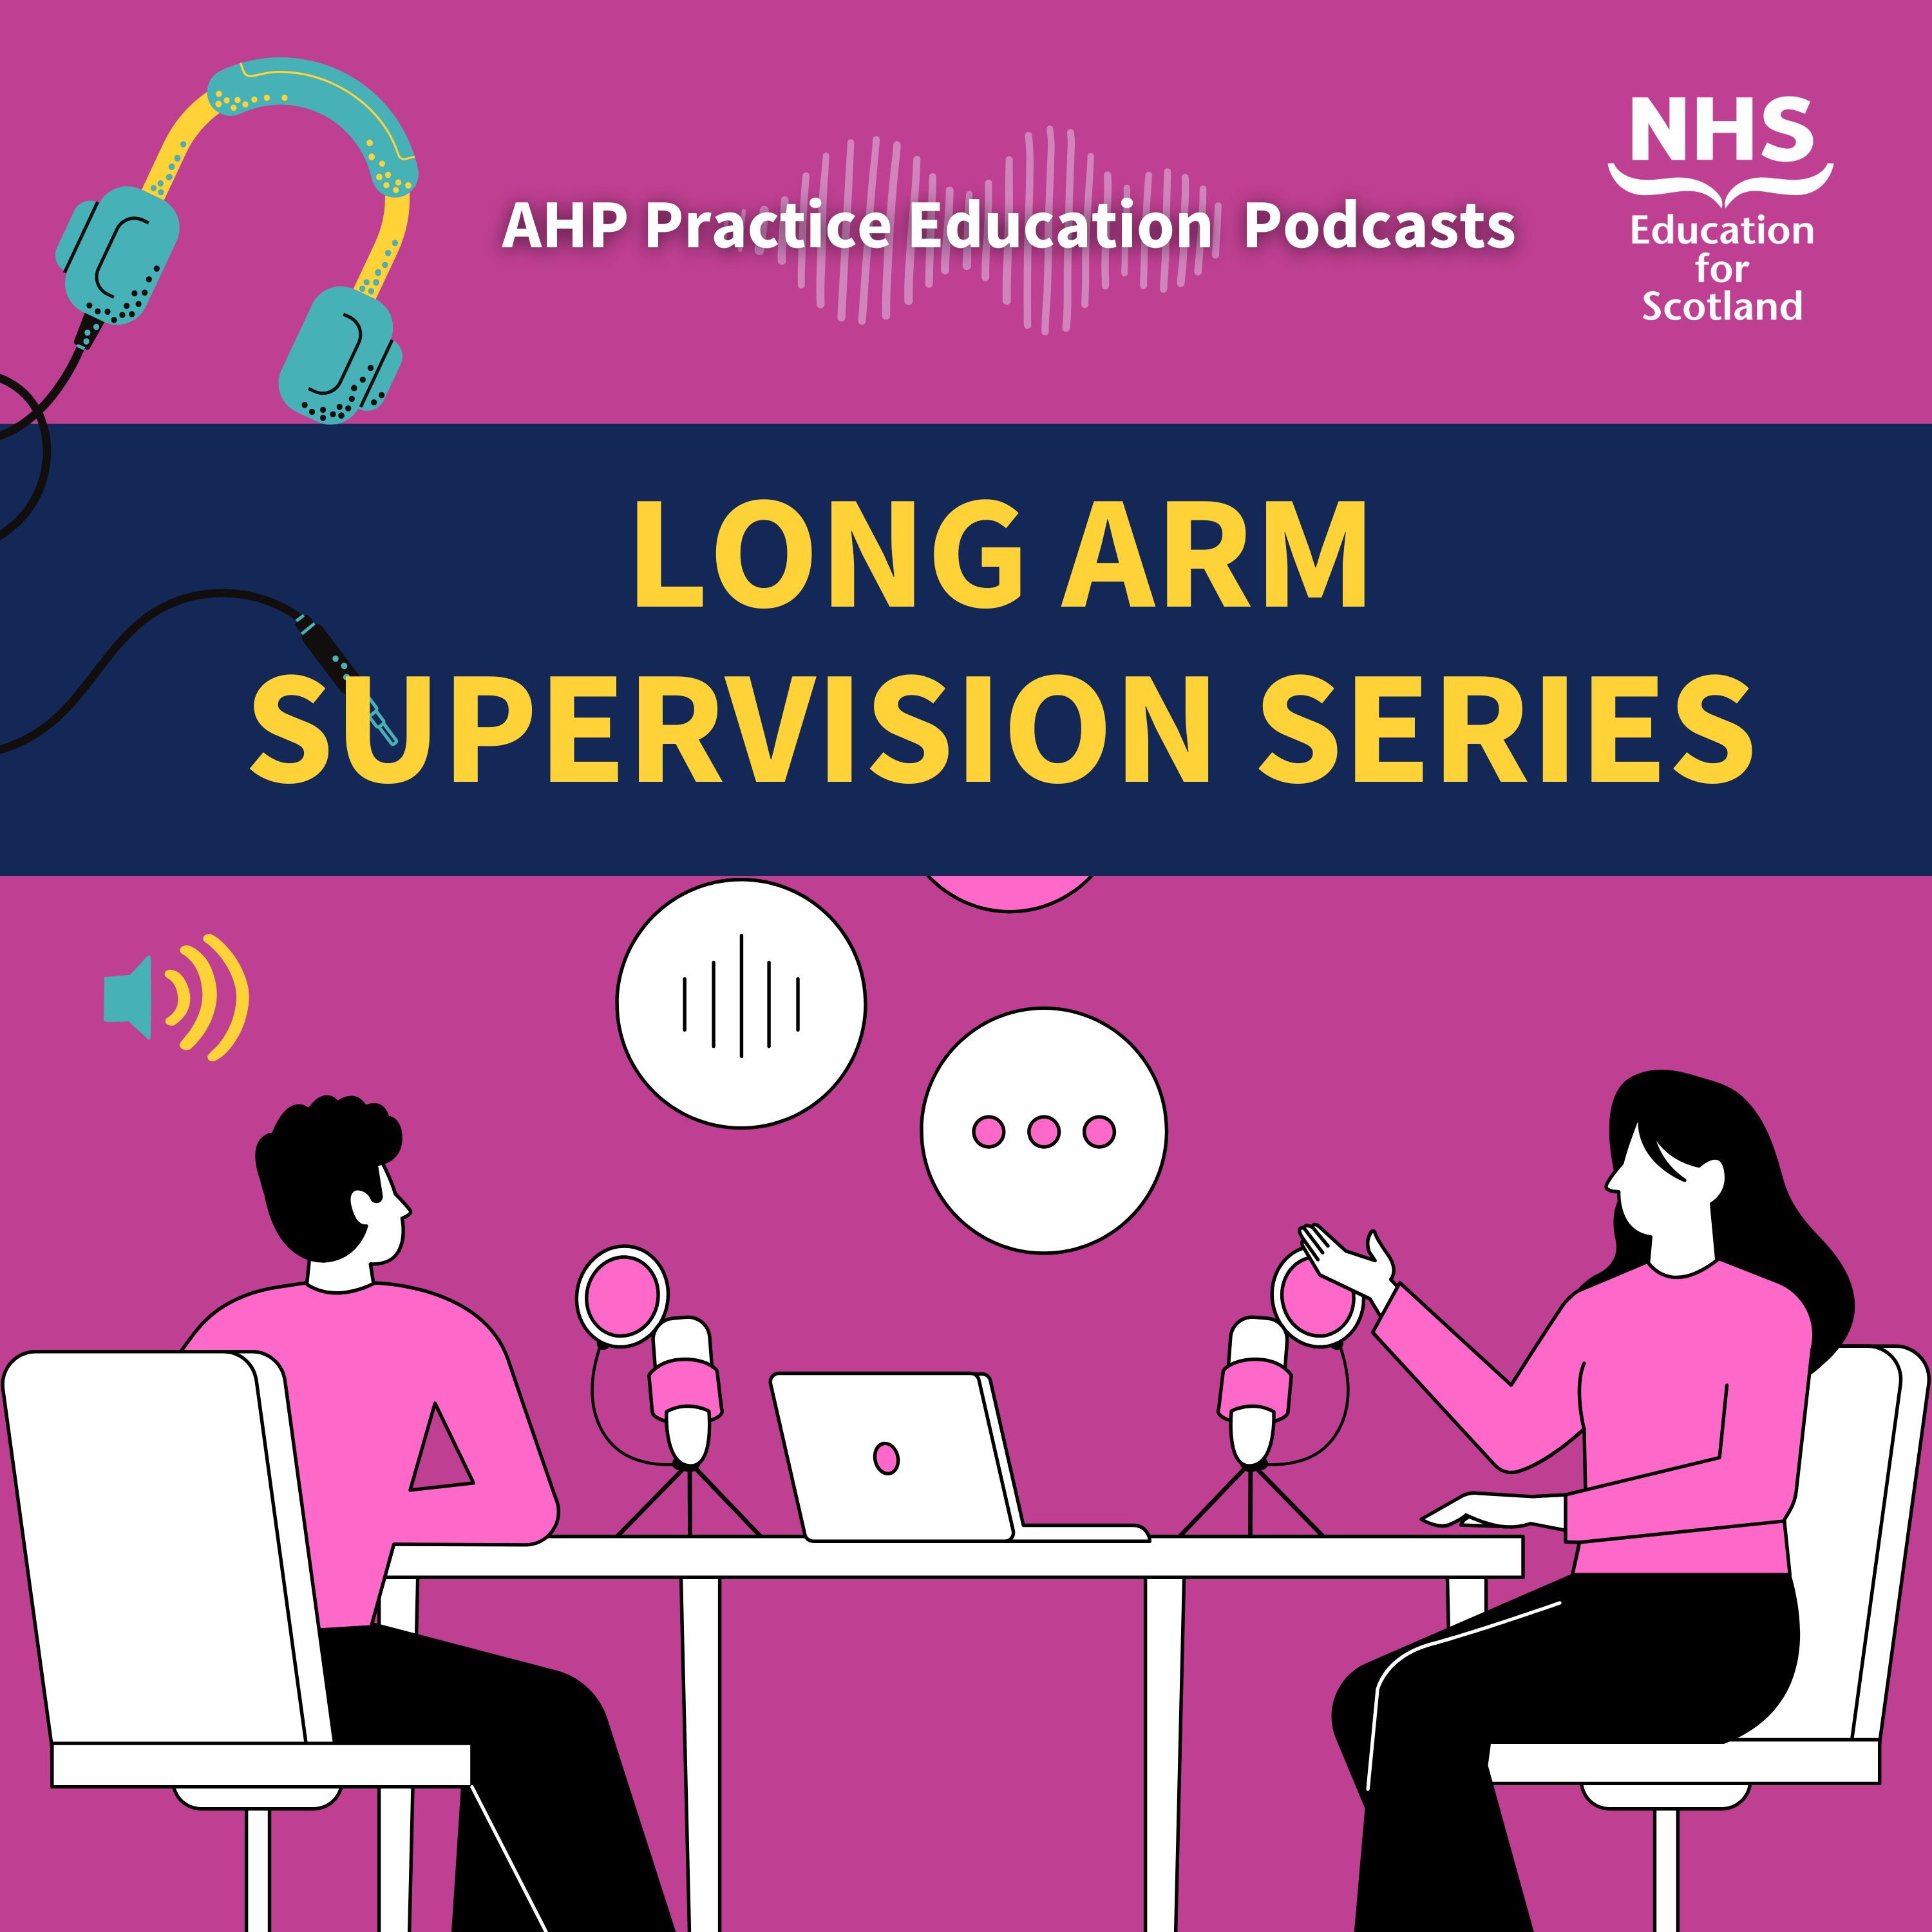 AHP Practice Education Podcasts
NHS
Education
for
Scotland
LONG ARM
SUPERVISION SERIES